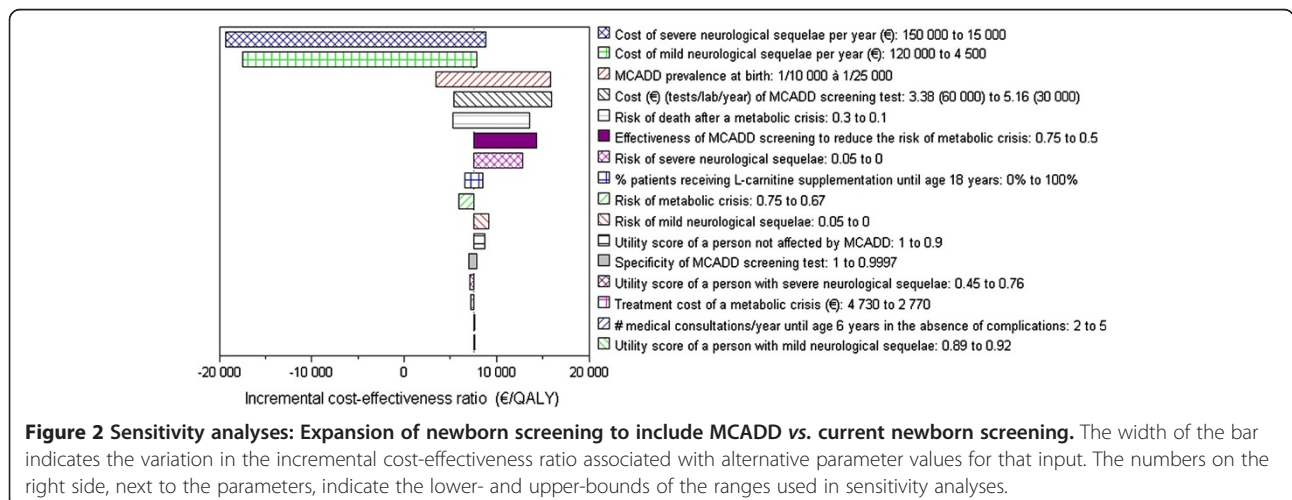 Cost of severe neurological sequelae per year (€): 150 000 to 15 000
Cost of mild neurological sequelae per year (€): 120 000 to 4 500
MCADD prevalence at birth: 1/10 000 à 1/25 000
Cost (€) (tests/lab/year) of MCADD screening test: 3.38 (60 000) to 5.16 (30 000)
Risk of death after a metabolic crisis: 0.3 to 0.1
Effectiveness of MCADD screening to reduce the risk of metabolic crisis: 0.75 to 0.5
Risk of severe neurological sequelae: 0.05 to 0
% patients receiving L-carnitine supplementation until age 18 years: 0% to 100%
Risk of metabolic crisis: 0.75 to 0.67
Risk of mild neurological sequelae: 0.05 to 0
Utility score of a person not affected by MCADD: 1 to 0.9
Specificity of MCADD screening test: 1 to 0.9997
Utility score of a person with severe neurological sequelae: 0.45 to 0.76
Treatment cost of a metabolic crisis (€): 4 730 to 2 770
# medical consultations/year until age 6 years in the absence of complications: 2 to 5
Utility score of a person with mild neurological sequelae: 0.89 to 0.92
-20 000 -10 000 0 10 000 20 000
Incremental cost-effectiveness ratio (€/QALY)
Figure 2 Sensitivity analyses: Expansion of newborn screening to include MCADD vs. current newborn screening. The width of the bar
indicates the variation in the incremental cost-effectiveness ratio associated with alternative parameter values for that input. The numbers on the
right side, next to the parameters, indicate the lower- and upper-bounds of the ranges used in sensitivity analyses.